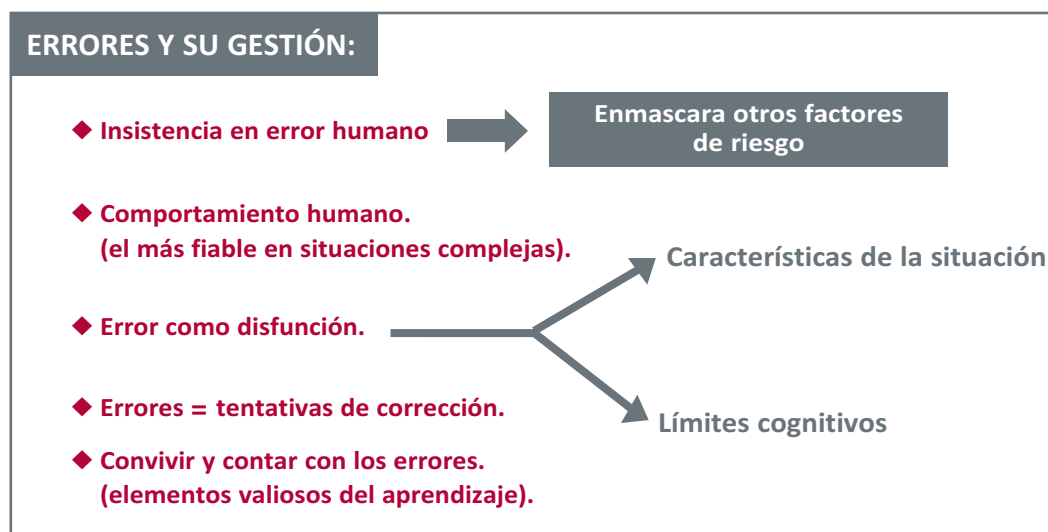 ERRORES Y SU GESTIÓN:
◆ Insistencia en error humano
Enmascara otros factores
de riesgo
◆ Comportamiento humano.
(el más fiable en situaciones complejas).
Características de la situación
◆ Error como disfunción.
◆ Errores = tentativas de corrección.
Límites cognitivos
◆ Convivir y contar con los errores.
(elementos valiosos del aprendizaje).